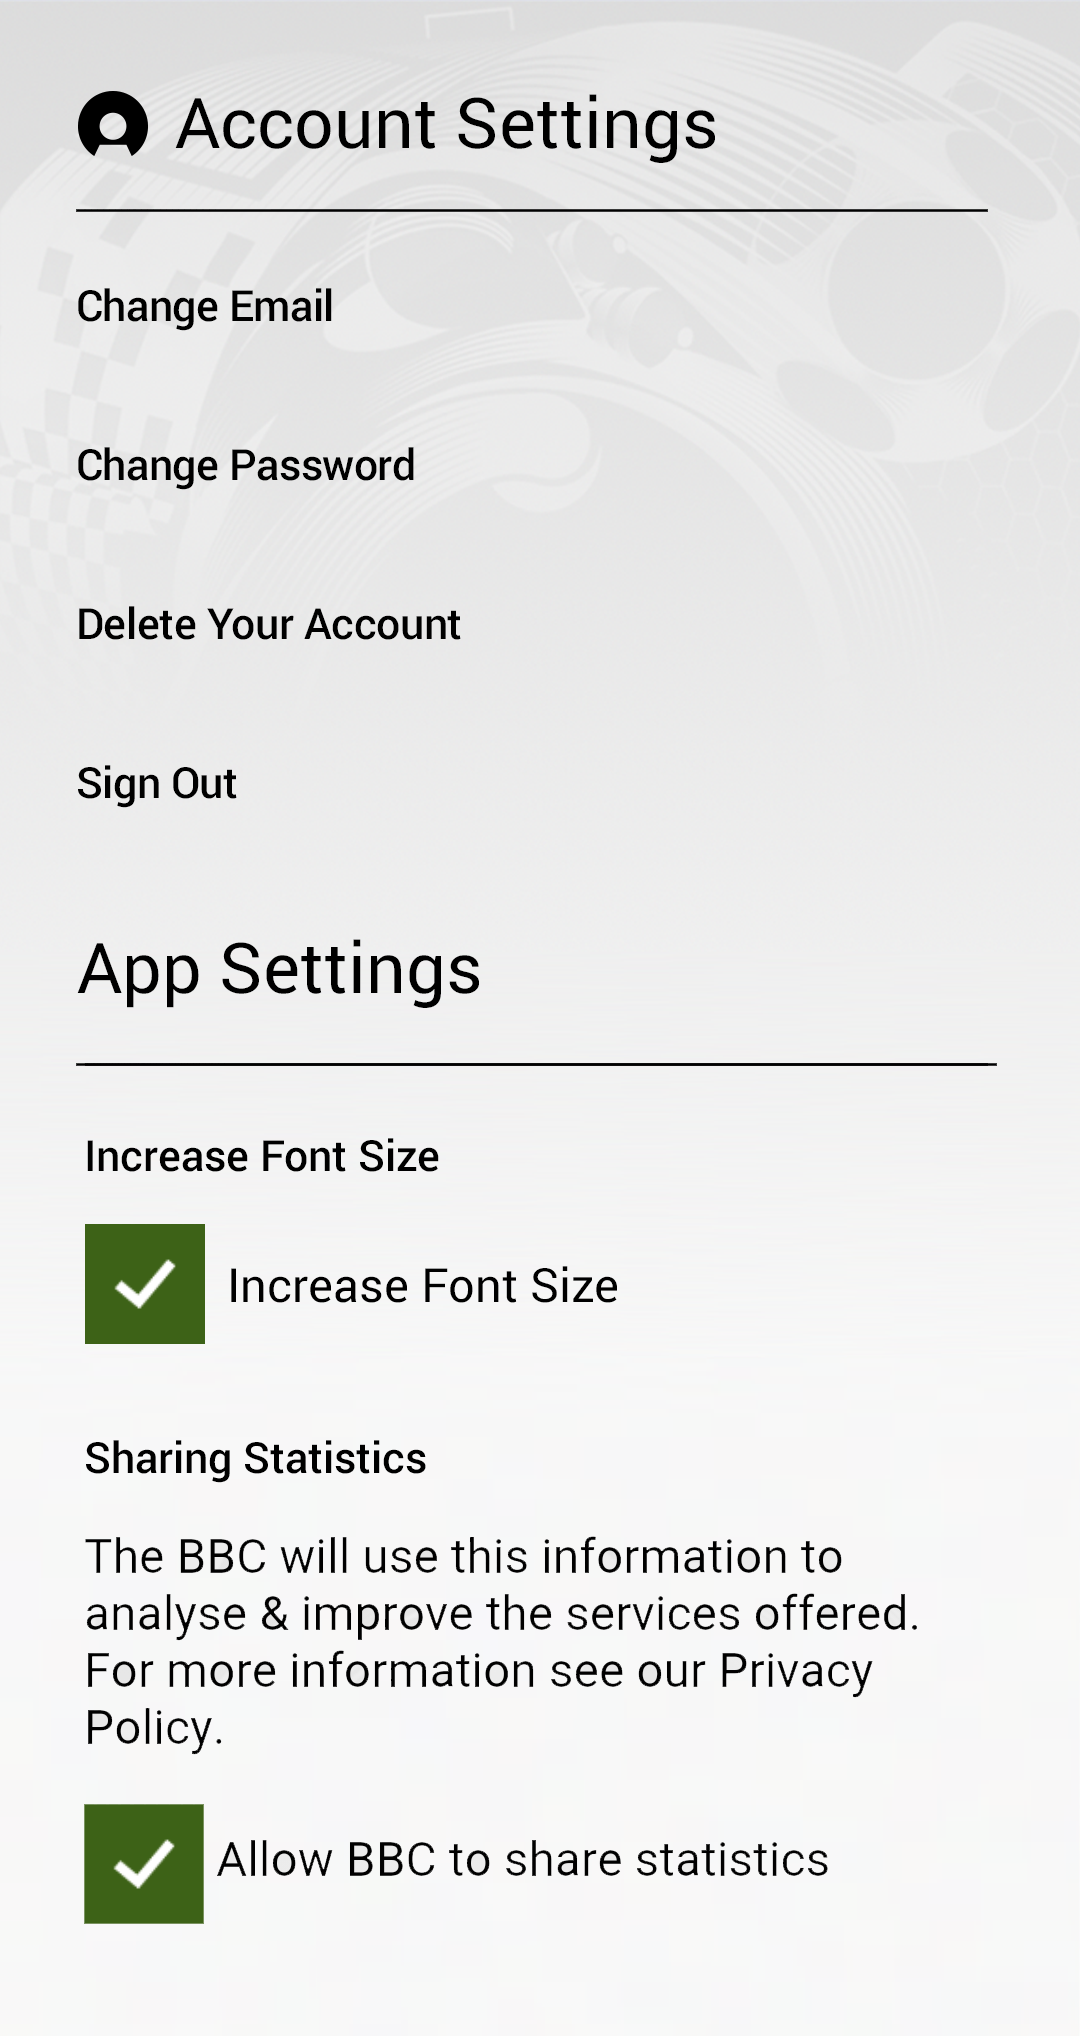 Account Settings
Change Email
Change Password
Delete Your Account
Sign Out
App Settings
Increase Font Size
Increase Font Size
Sharing Statistics
The BBC will use this information to
analyse & improve the services offered.
For more information see our Privacy
Policy.
Allow BBC to share statistics